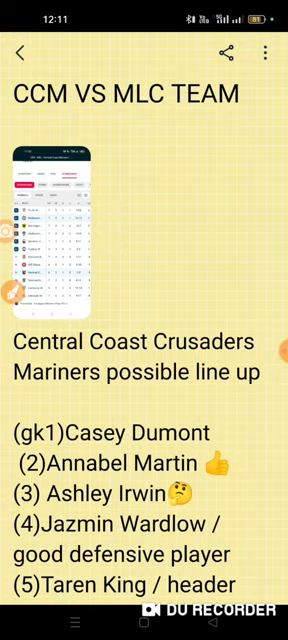 12:11
81
CCM VS MLC TEAM
Central Coast Crusaders
Mariners possible line up
(gk1)Casey Dumont
(2)Annabel Martin 👍
(3) Ashley Irwin🤔
(4)Jazmin Wardlow /
good defensive player
(5)Taren King / header
DU RECORDER